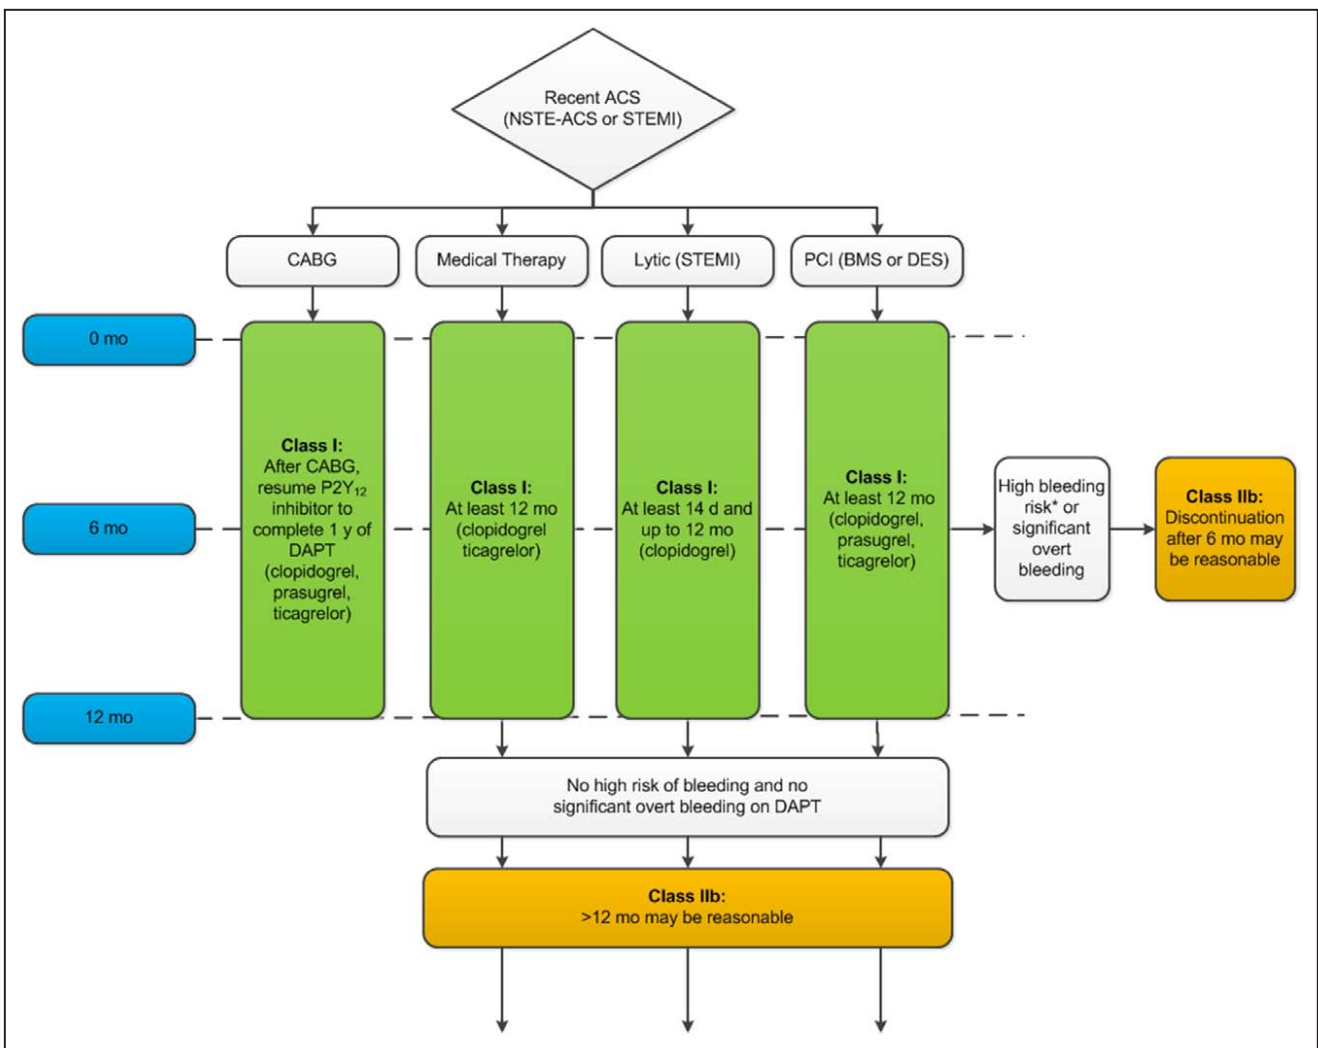 Recent ACS
(NSTE-ACS or STEMI)
CABG
Medical Therapy
Lytic (STEMI)
PCI (BMS or DES)
0 mo
6 mo
12 mo
Class I:
After CABG,
resume P2Y₁₂
inhibitor to
complete 1 y of
DAPT
(clopidogrel,
prasugrel,
ticagrelor)
Class I:
At least 12 mo
(clopidogrel
ticagrelor)
Class I:
At least 14 d and
up to 12 mo
(clopidogrel)
Class I:
At least 12 mo
(clopidogrel,
prasugrel,
ticagrelor)
High bleeding
risk* or
significant
overt
bleeding
Class IIb:
Discontinuation
after 6 mo may
be reasonable
No high risk of bleeding and no
significant overt bleeding on DAPT
Class IIb:
>12 mo may be reasonable